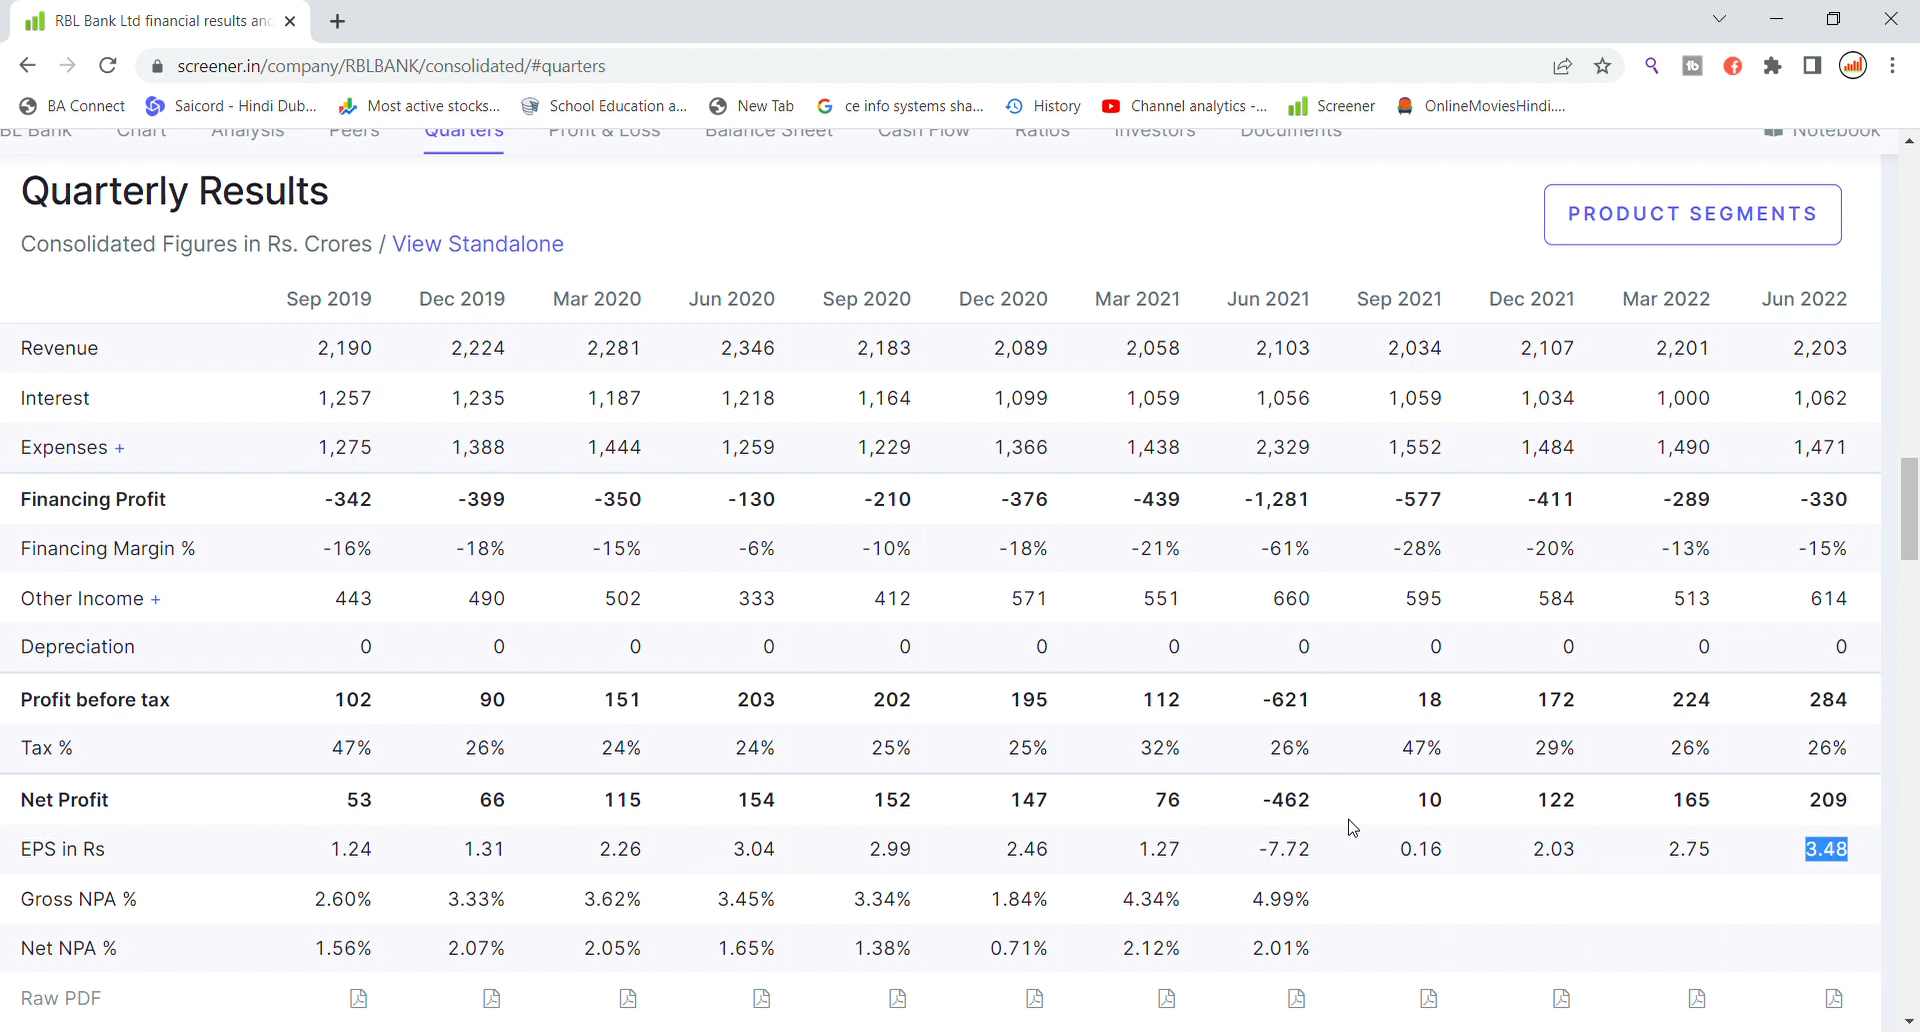 RBL Bank Ltd financial results and
screener.in/company/RBLBANK/consolidated/#quarters
BA Connect Saicord - Hindi Dub... Most active stocks... School Education a... New Tab ce info systems sha... History Channel analytics -... Screener OnlineMoviesHindi....
BL Bank Chart Analysis Peers Quarters Profit & Loss Balance Sheet Cash Flow Ratios Investors Documents Notebook
Quarterly Results
PRODUCT SEGMENTS
Consolidated Figures in Rs. Crores / View Standalone
Sep 2019 Dec 2019 Mar 2020 Jun 2020 Sep 2020 Dec 2020 Mar 2021 Jun 2021 Sep 2021 Dec 2021 Mar 2022 Jun 2022
Revenue 2,190 2,224 2,281 2,346 2,183 2,089 2,058 2,103 2,034 2,107 2,201 2,203
Interest 1,257 1,235 1,187 1,218 1,164 1,099 1,059 1,056 1,059 1,034 1,000 1,062
Expenses + 1,275 1,388 1,444 1,259 1,229 1,366 1,438 2,329 1,552 1,484 1,490 1,471
Financing Profit -342 -399 -350 -130 -210 -376 -439 -1,281 -577 -411 -289 -330
Financing Margin % -16% -18% -15% -6% -10% -18% -21% -61% -28% -20% -13% -15%
Other Income + 443 490 502 333 412 571 551 660 595 584 513 614
Depreciation 0 0 0 0 0 0 0 0 0 0 0 0
Profit before tax 102 90 151 203 202 195 112 -621 18 172 224 284
Tax % 47% 26% 24% 24% 25% 25% 32% 26% 47% 29% 26% 26%
Net Profit 53 66 115 154 152 147 76 -462 10 122 165 209
EPS in Rs 1.24 1.31 2.26 3.04 2.99 2.46 1.27 -7.72 0.16 2.03 2.75 3.48
Gross NPA % 2.60% 3.33% 3.62% 3.45% 3.34% 1.84% 4.34% 4.99%
Net NPA % 1.56% 2.07% 2.05% 1.65% 1.38% 0.71% 2.12% 2.01%
Raw PDF